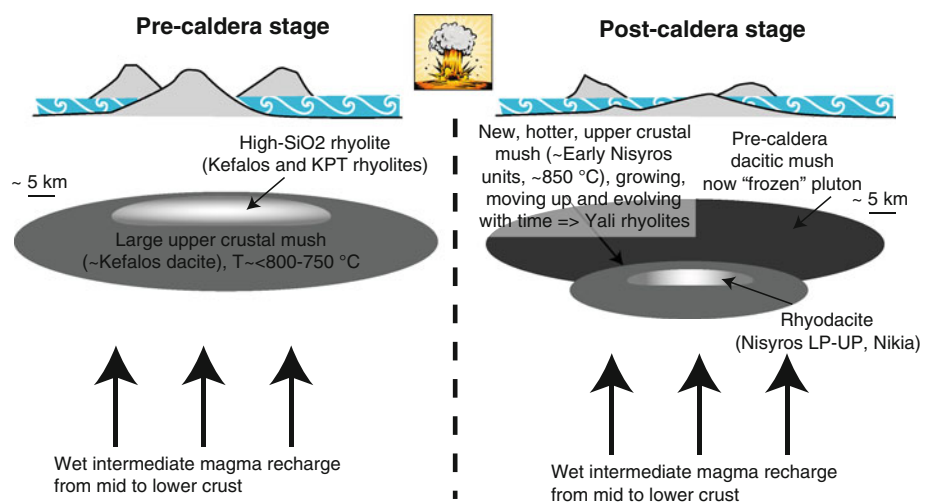 Pre-caldera stage
High-SiO2 rhyolite
(Kefalos and KPT rhyolites)
~ 5 km
Large upper crustal mush
(~Kefalos dacite), T~<800-750 °C
Wet intermediate magma recharge
from mid to lower crust
Post-caldera stage
New, hotter, upper crustal
mush (~Early Nisyros
units, ~850 °C), growing,
moving up and evolving
with time => Yali rhyolites
Pre-caldera
dacitic mush
now “frozen” pluton
~ 5 km
Rhyodacite
(Nisyros LP-UP, Nikia)
Wet intermediate magma recharge
from mid to lower crust